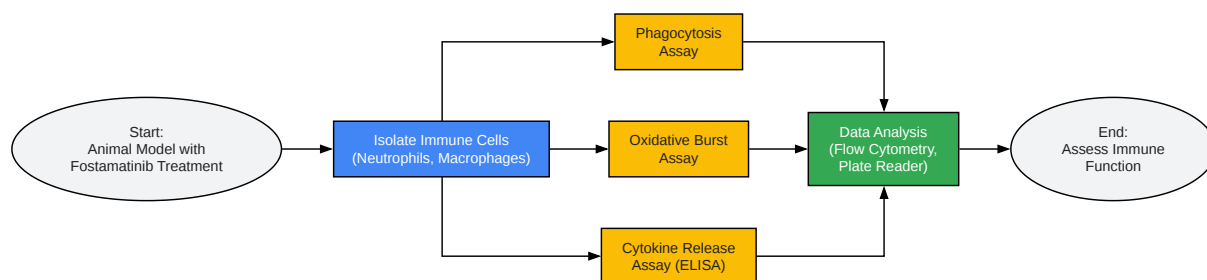 Start:
Animal Model with
Fostamatinib Treatment
Isolate Immune Cells
(Neutrophils, Macrophages)
Phagocytosis
Assay
Oxidative Burst
Assay
Cytokine Release
Assay (ELISA)
Data Analysis
(Flow Cytometry,
Plate Reader)
End:
Assess Immune
Function